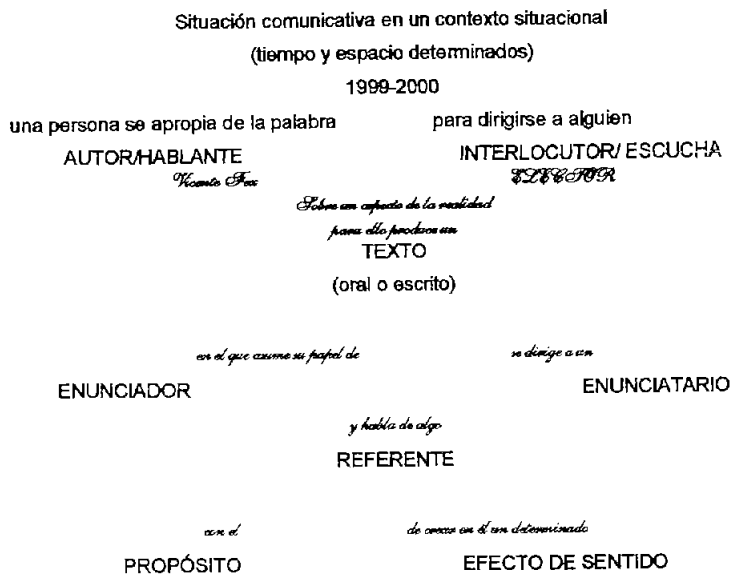 Situación comunicativa en un contexto situacional
(tiempo y espacio determinados)
1999-2000
una persona se apropia de la palabra para dirigirse a alguien
AUTOR/HABLANTE INTERLOCUTOR/ ESCUCHA
Vicente Fox ELECTOR
Sobre un aspecto de la realidad
para ello produce un
TEXTO
(oral o escrito)
en el que asume su papel de se dirige a un
ENUNCIADOR ENUNCIATARIO
y habla de algo
REFERENTE
con el de crear en él un determinado
PROPÓSITO EFECTO DE SENTIDO